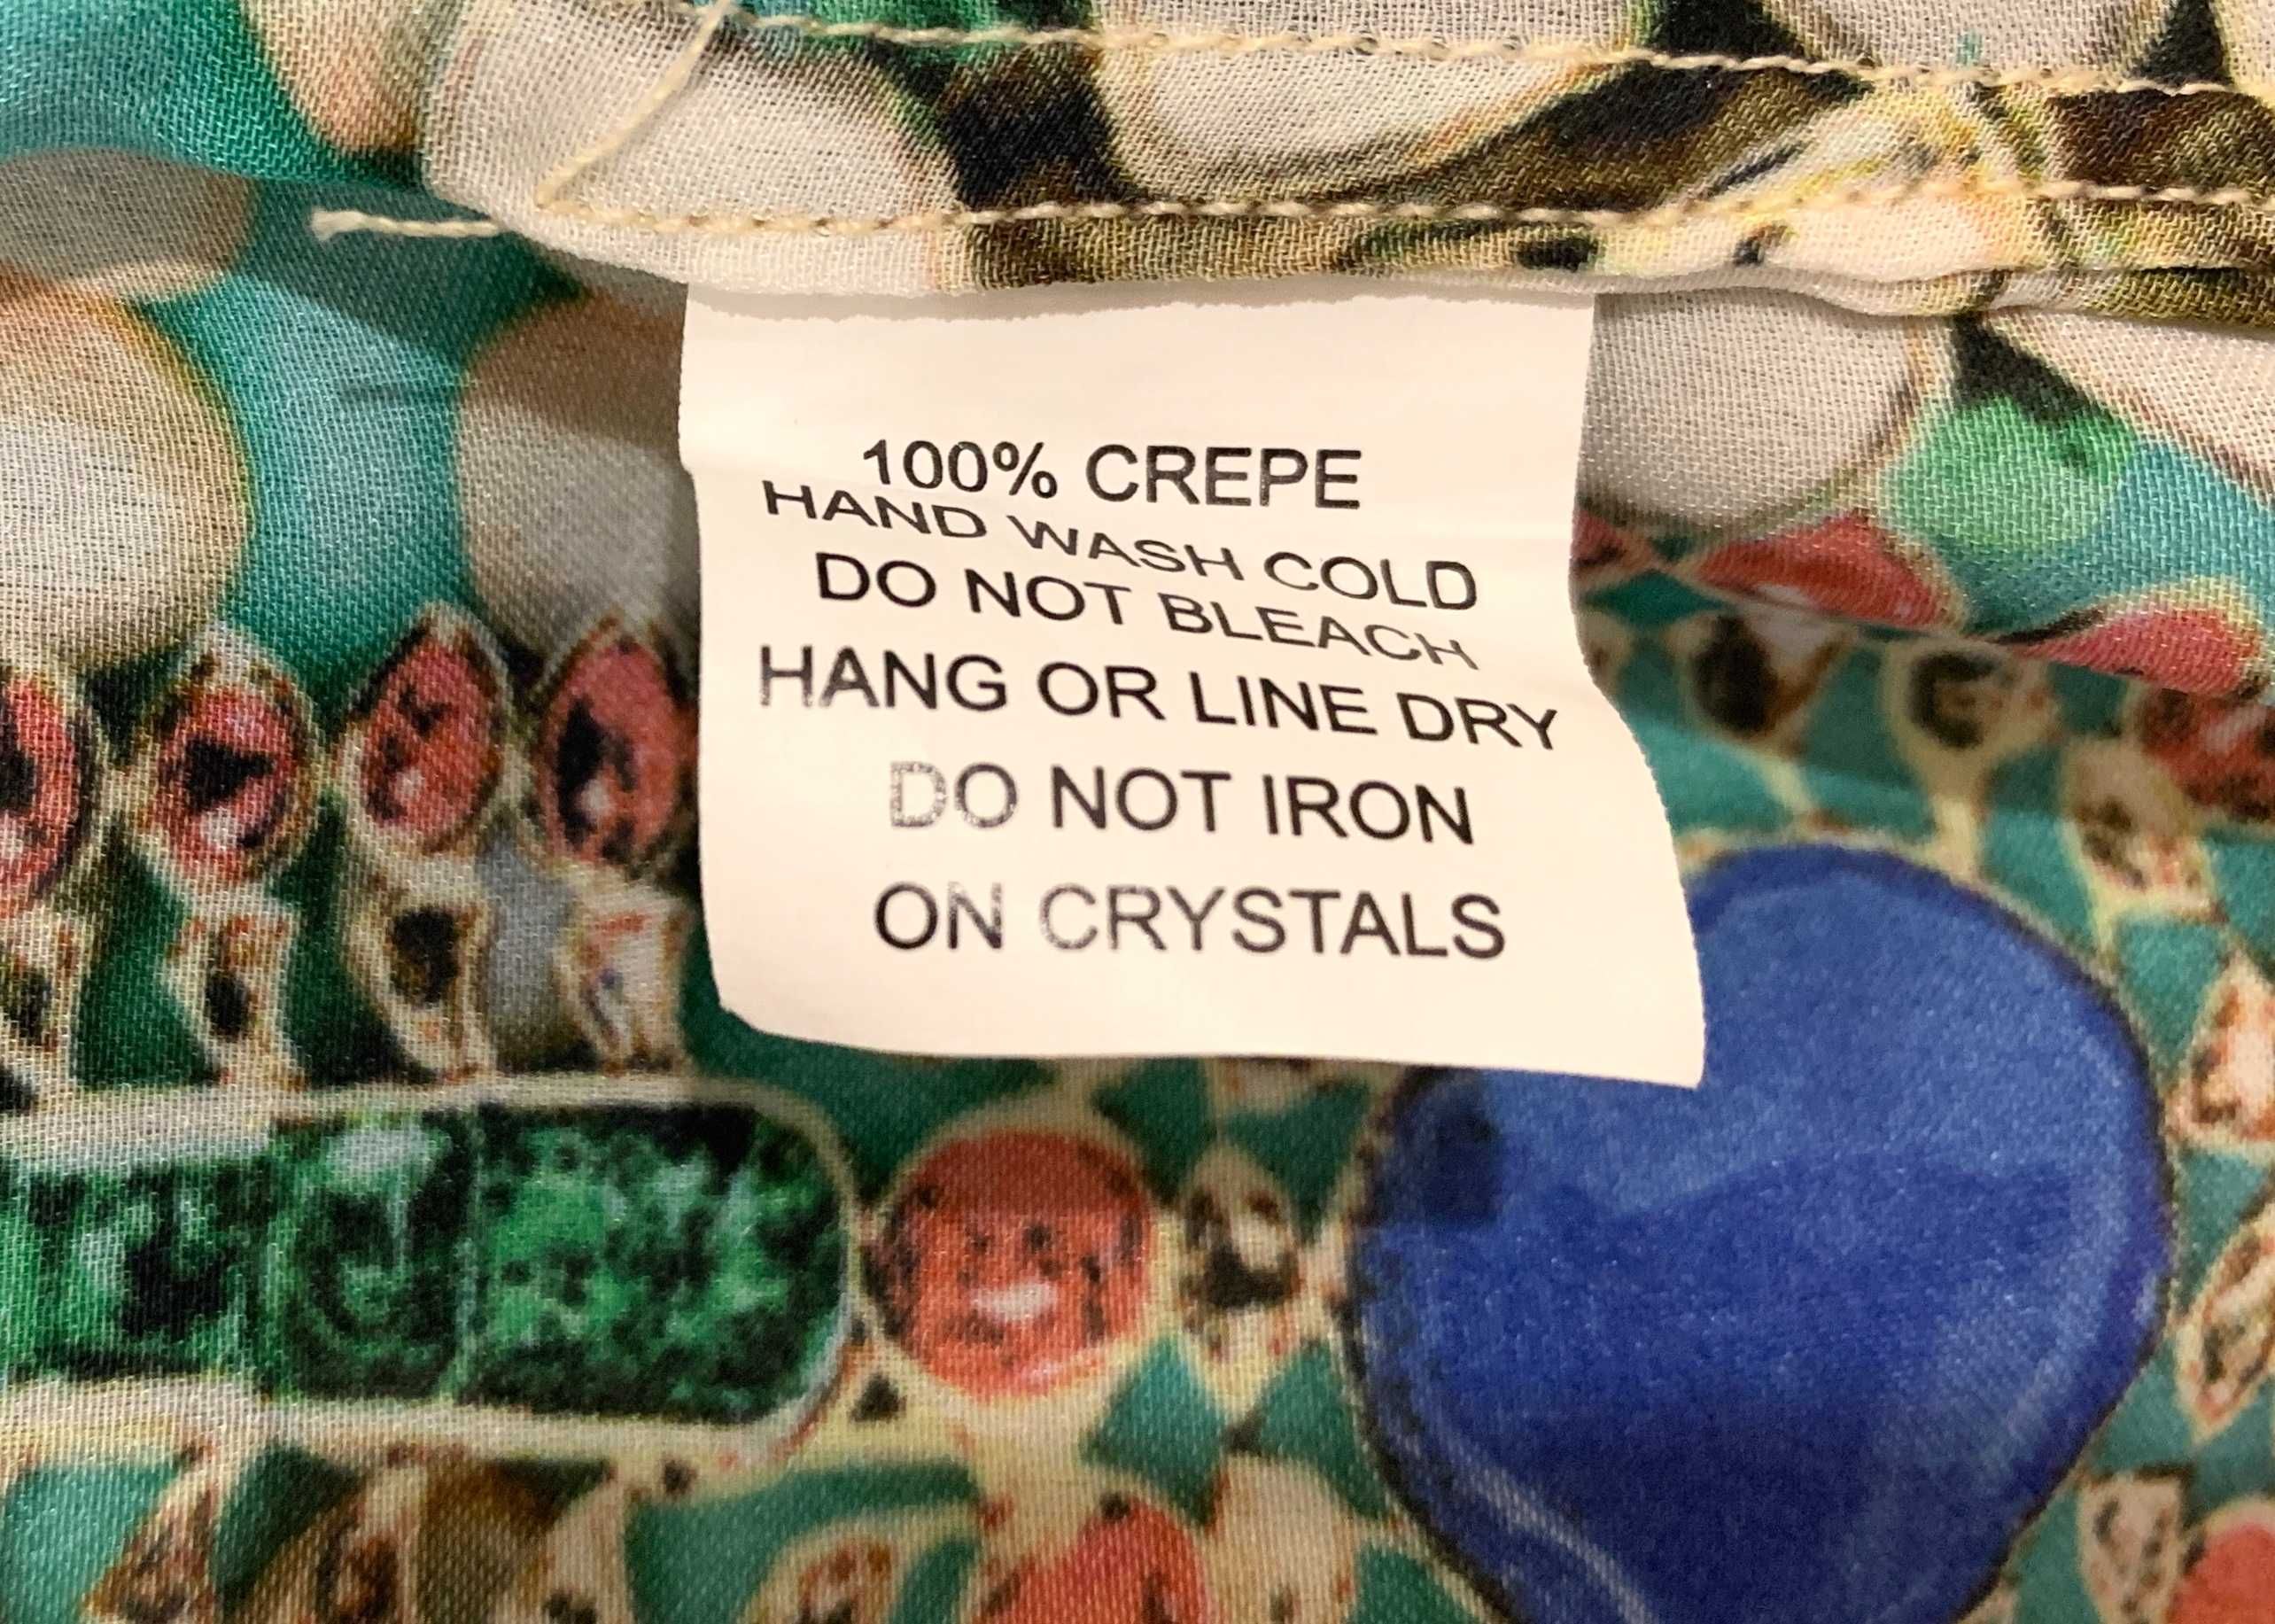 100% CREPE
HAND WASH COLD
DO NOT BLEACH
HANG OR LINE DRY
DO NOT IRON
ON CRYSTALS